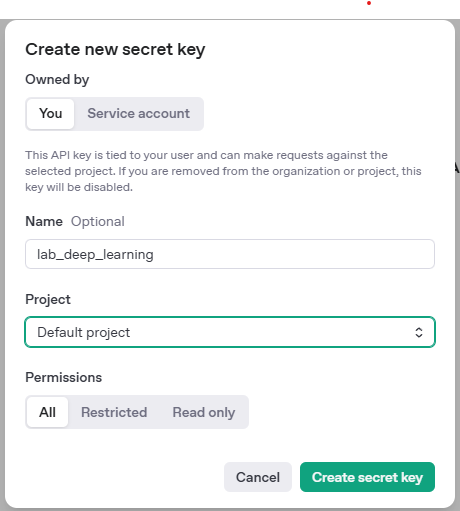 Create new secret key
Owned by
You Service account
This API key is tied to your user and can make requests against the
selected project. If you are removed from the organization or project, this
key will be disabled.
Name Optional
lab_deep_learning
Project
Default project
Permissions
All Restricted Read only
Cancel Create secret key